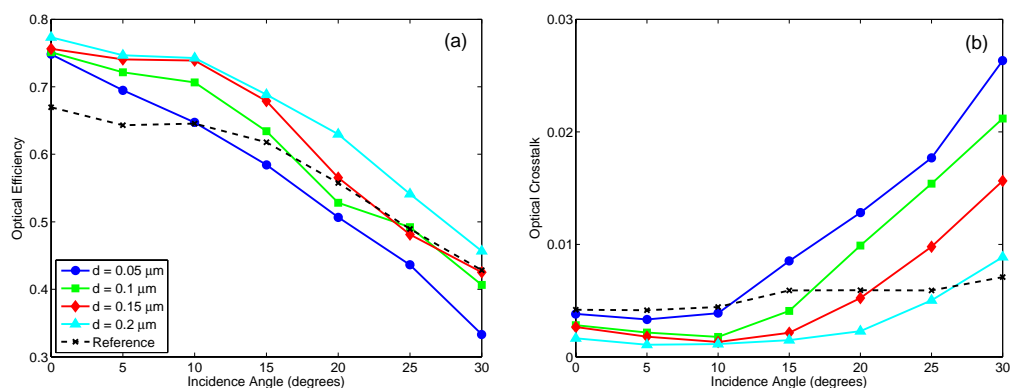 (a)
0.8
0.7
0.6
0.5
0.4
0.3
Optical Efficiency
d = 0.05 µm
d = 0.1 µm
d = 0.15 µm
d = 0.2 µm
Reference
0 5 10 15 20 25 30
Incidence Angle (degrees)
(b)
0.03
0.02
0.01
0
Optical Crosstalk
0 5 10 15 20 25 30
Incidence Angle (degrees)